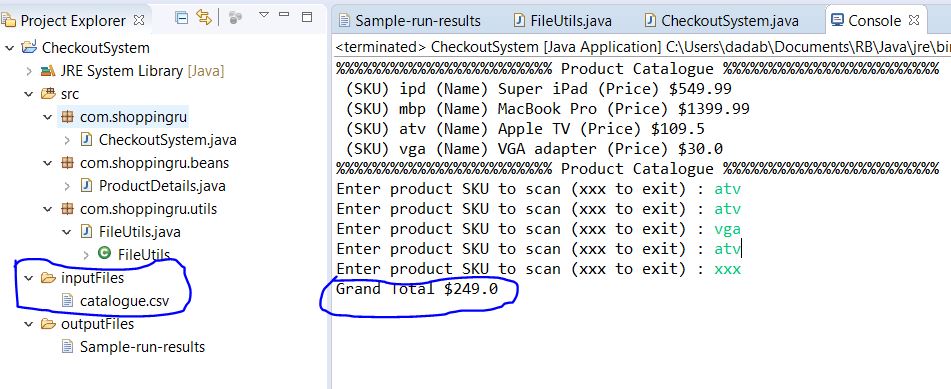 Project Explorer
CheckoutSystem
JRE System Library [Java]
src
com.shoppingru
CheckoutSystem.java
com.shoppingru.beans
ProductDetails.java
com.shoppingru.utils
FileUtils.java
FileUtils
inputFiles
catalogue.csv
outputFiles
Sample-run-results
Sample-run-results FileUtils.java CheckoutSystem.java Console
<terminated> CheckoutSystem [Java Application] C:\Users\dadab\Documents\RB\Java\jre\bin
%%%%%%%%%%%%%%%%%%%%%%%% Product Catalogue %%%%%%%%%%%%%%%%%%%%%%%%
(SKU) ipd (Name) Super iPad (Price) $549.99
(SKU) mbp (Name) MacBook Pro (Price) $1399.99
(SKU) atv (Name) Apple TV (Price) $109.5
(SKU) vga (Name) VGA adapter (Price) $30.0
%%%%%%%%%%%%%%%%%%%%%%%% Product Catalogue %%%%%%%%%%%%%%%%%%%%%%%%
Enter product SKU to scan (xxx to exit) : atv
Enter product SKU to scan (xxx to exit) : atv
Enter product SKU to scan (xxx to exit) : vga
Enter product SKU to scan (xxx to exit) : atv
Enter product SKU to scan (xxx to exit) : xxx
Grand Total $249.0